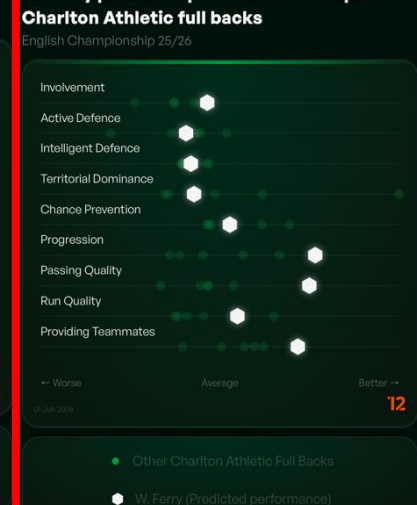 Charlton Athletic full backs
English Championship 25/26
Involvement
Active Defence
Intelligent Defence
Territorial Dominance
Chance Prevention
Progression
Passing Quality
Run Quality
Providing Teammates
← Worse
Average
Better →
01 Jun 2026
'12
Other Charlton Athletic Full Backs
W. Ferry (Predicted performance)